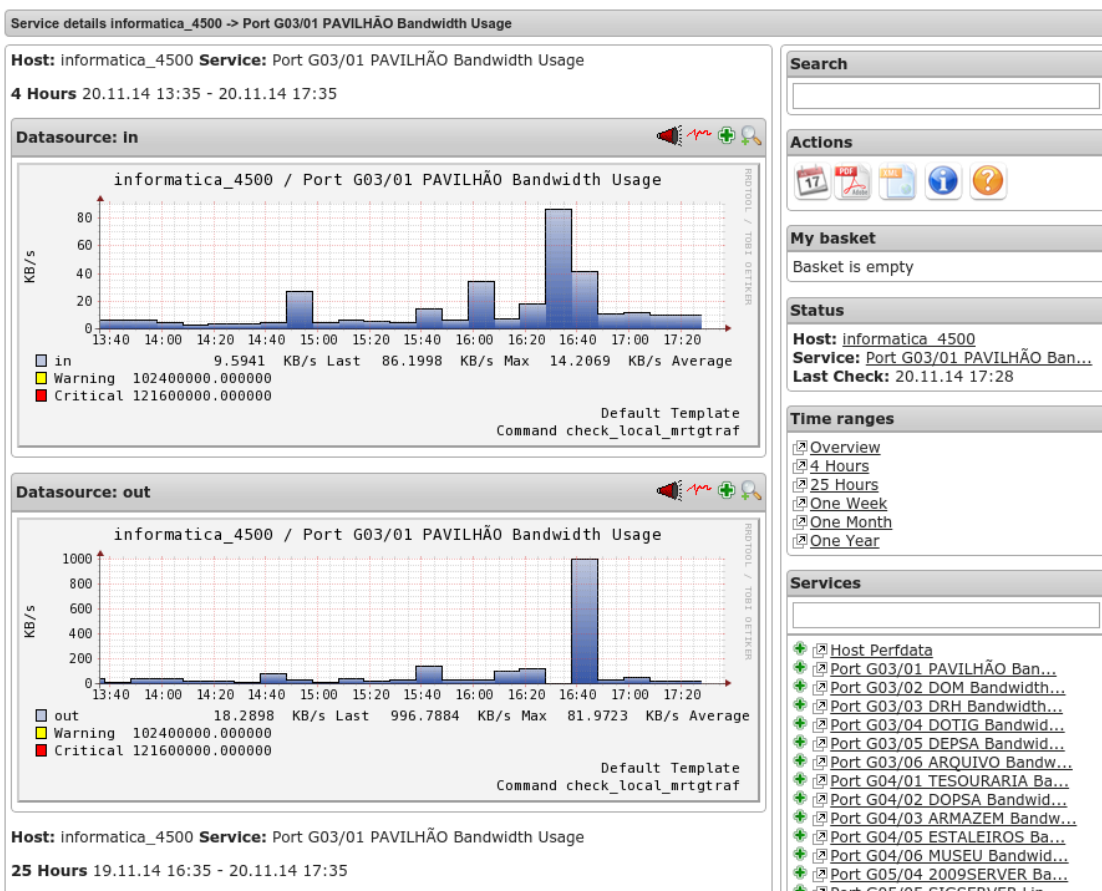 Service details informatica_4500 -> Port G03/01 PAVILHÃO Bandwidth Usage
Host: informatica_4500 Service: Port G03/01 PAVILHÃO Bandwidth Usage
4 Hours 20.11.14 13:35 - 20.11.14 17:35
Datasource: in
informatica_4500 / Port G03/01 PAVILHÃO Bandwidth Usage
RRDTOOL / TOBI OETIKER
KB/s
80
60
40
20
0
13:40 14:00 14:20 14:40 15:00 15:20 15:40 16:00 16:20 16:40 17:00 17:20
in 9.5941 KB/s Last 86.1998 KB/s Max 14.2069 KB/s Average
Warning 102400000.000000
Critical 121600000.000000
Default Template
Command check_local_mrtgtraf
Datasource: out
informatica_4500 / Port G03/01 PAVILHÃO Bandwidth Usage
RRDTOOL / TOBI OETIKER
KB/s
1000
800
600
400
200
0
13:40 14:00 14:20 14:40 15:00 15:20 15:40 16:00 16:20 16:40 17:00 17:20
out 18.2898 KB/s Last 996.7884 KB/s Max 81.9723 KB/s Average
Warning 102400000.000000
Critical 121600000.000000
Default Template
Command check_local_mrtgtraf
Host: informatica_4500 Service: Port G03/01 PAVILHÃO Bandwidth Usage
25 Hours 19.11.14 16:35 - 20.11.14 17:35
Search
Actions
17
PDF
Adobe
XML
My basket
Basket is empty
Status
Host: informatica_4500
Service: Port G03/01 PAVILHÃO Ban...
Last Check: 20.11.14 17:28
Time ranges
Overview
4 Hours
25 Hours
One Week
One Month
One Year
Services
Host Perfdata
Port G03/01 PAVILHÃO Ban...
Port G03/02 DOM Bandwidth...
Port G03/03 DRH Bandwidth...
Port G03/04 DOTIG Bandwid...
Port G03/05 DEPSA Bandwid...
Port G03/06 ARQUIVO Bandw...
Port G04/01 TESOURARIA Ba...
Port G04/02 DOPSA Bandwid...
Port G04/03 ARMAZEM Bandw...
Port G04/05 ESTALEIROS Ba...
Port G04/06 MUSEU Bandwid...
Port G05/04 2009SERVER Ba...